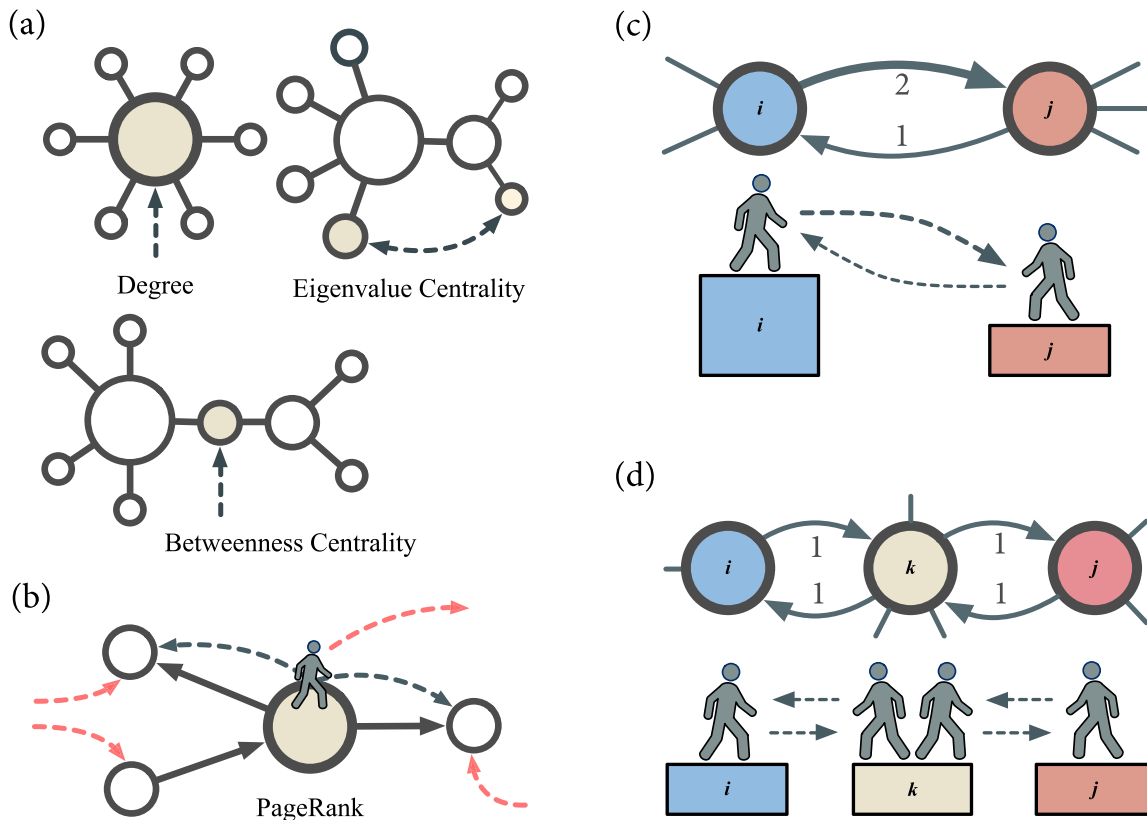 (a)
Degree
Eigenvalue Centrality
Betweenness Centrality
(b)
PageRank
(c)
i
2
j
1
i
j
(d)
i
1
k
1
j
1
1
i
k
j